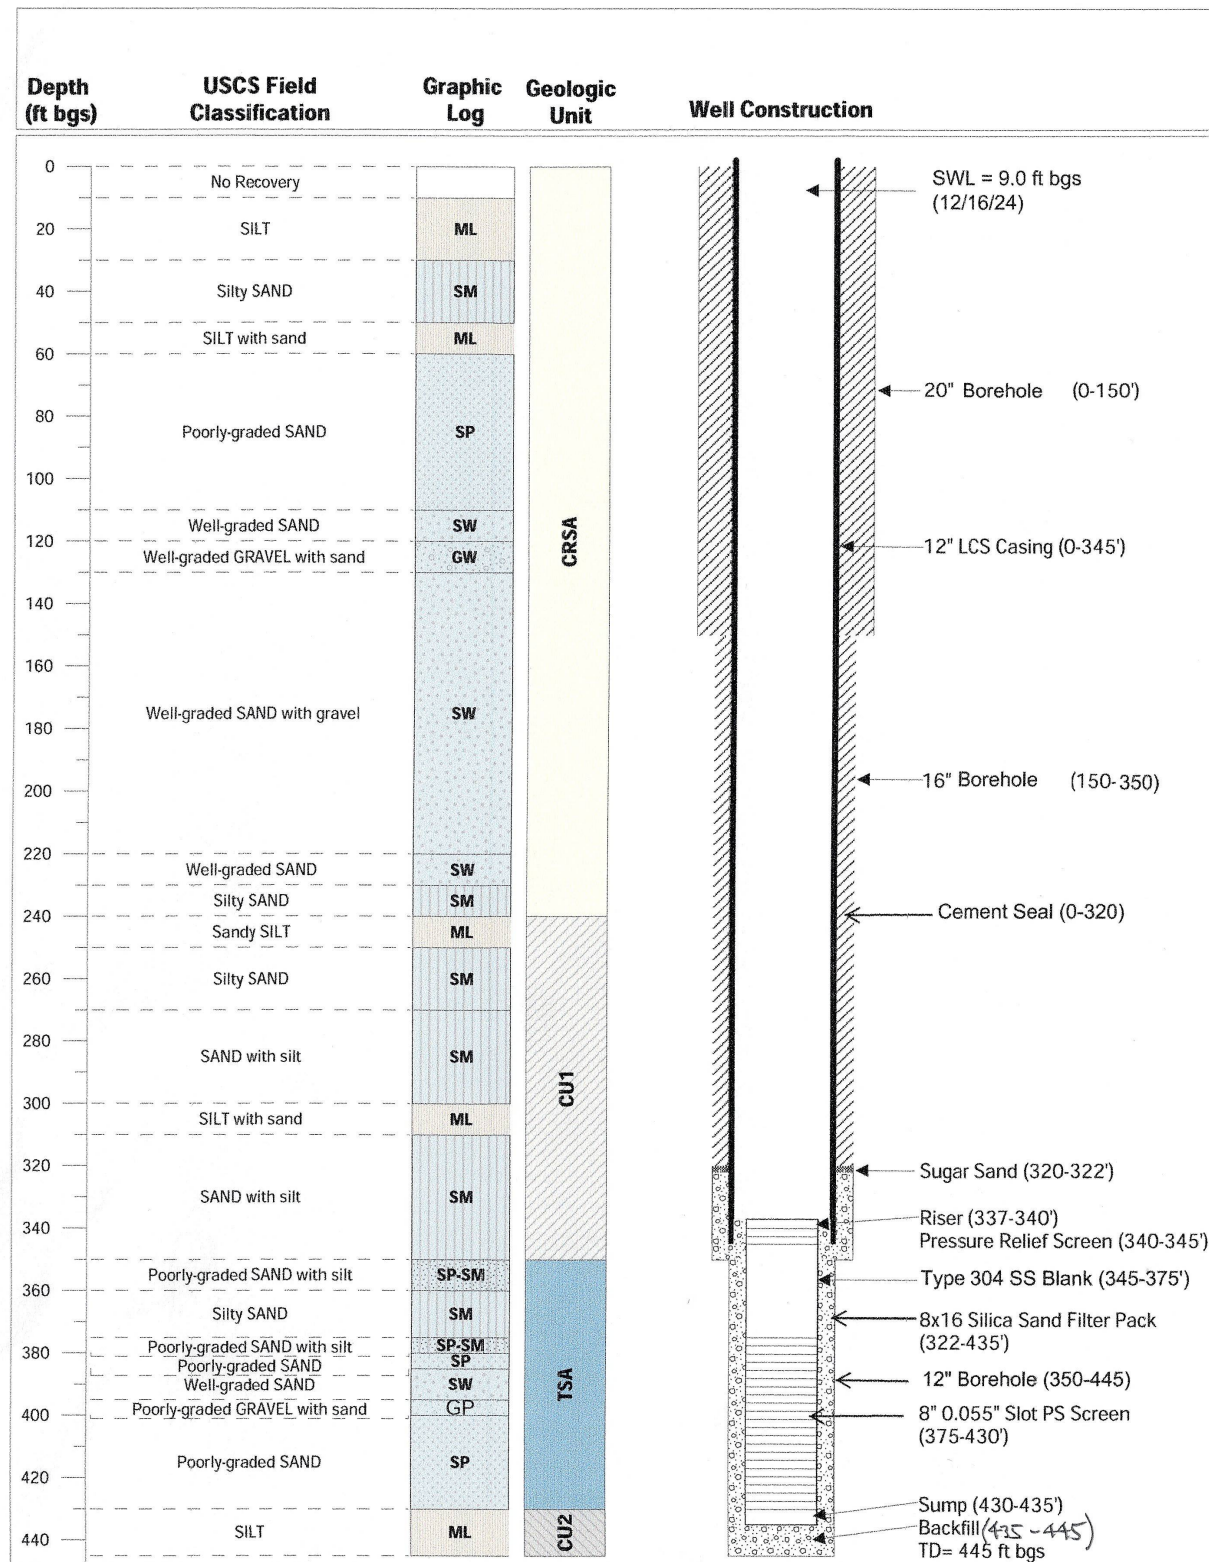 Depth
(ft bgs)
USCS Field
Classification
Graphic
Log
Geologic
Unit
Well Construction
0
20
40
60
80
100
120
140
160
180
200
220
240
260
280
300
320
340
360
380
400
420
440
No Recovery
SILT
Silty SAND
SILT with sand
Poorly-graded SAND
Well-graded SAND
Well-graded GRAVEL with sand
Well-graded SAND with gravel
Well-graded SAND
Silty SAND
Sandy SILT
Silty SAND
SAND with silt
SILT with sand
SAND with silt
Poorly-graded SAND with silt
Silty SAND
Poorly-graded SAND with silt
Poorly-graded SAND
Well-graded SAND
Poorly-graded GRAVEL with sand
Poorly-graded SAND
SILT
ML
SM
ML
SP
SW
GW
SW
SW
SM
ML
SM
SM
ML
SM
SP-SM
SM
SP-SM
SP
SW
GP
SP
ML
CRSA
CU1
TSA
CU2
SWL = 9.0 ft bgs
(12/16/24)
20" Borehole (0-150')
12" LCS Casing (0-345')
16" Borehole (150-350)
Cement Seal (0-320)
Sugar Sand (320-322')
Riser (337-340')
Pressure Relief Screen (340-345')
Type 304 SS Blank (345-375')
8x16 Silica Sand Filter Pack
(322-435')
12" Borehole (350-445)
8" 0.055" Slot PS Screen
(375-430')
Sump (430-435')
Backfill (435-445)
TD= 445 ft bgs